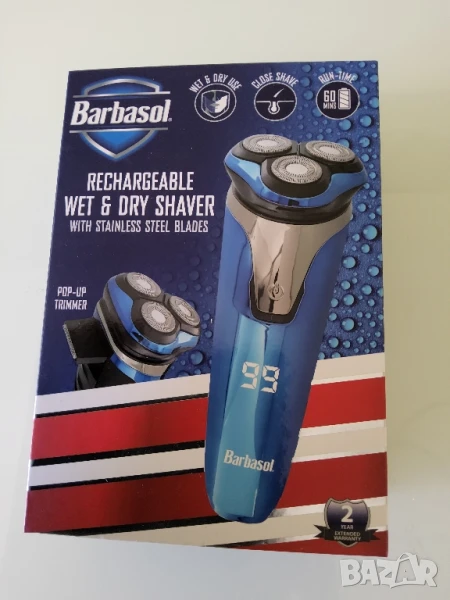 Barbasol
WET & DRY USE
CLOSE SHAVE
RUN-TIME
60
MINS
RECHARGEABLE
WET & DRY SHAVER
WITH STAINLESS STEEL BLADES
POP-UP
TRIMMER
99
Barbasol
2
YEAR
EXTENDED
WARRANTY
BAZAR